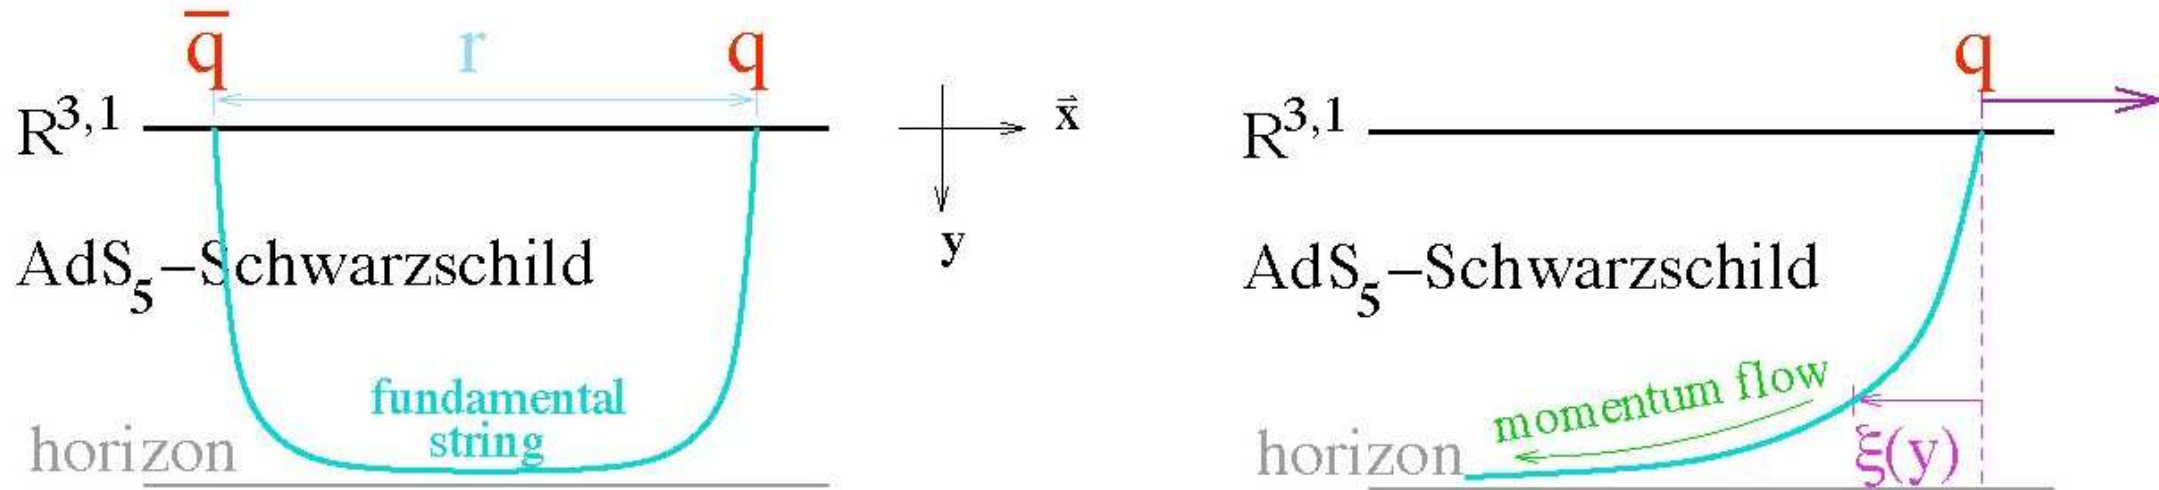 q̅ r q
R^{3,1}
x⃗
y
AdS₅–Schwarzschild
fundamental
string
horizon
q
R^{3,1}
AdS₅–Schwarzschild
momentum flow
horizon
ξ(y)